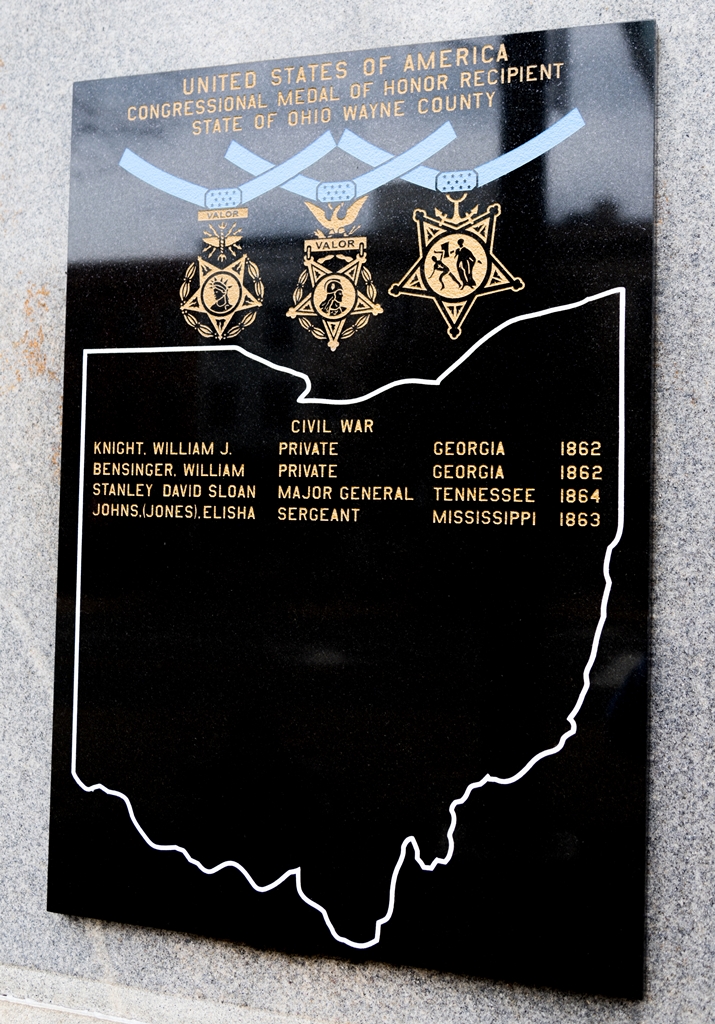 UNITED STATES OF AMERICA
CONGRESSIONAL MEDAL OF HONOR RECIPIENT
STATE OF OHIO WAYNE COUNTY
VALOR
VALOR
CIVIL WAR
KNIGHT, WILLIAM J. PRIVATE GEORGIA 1862
BENSINGER, WILLIAM PRIVATE GEORGIA 1862
STANLEY DAVID SLOAN MAJOR GENERAL TENNESSEE 1864
JOHNS,(JONES),ELISHA SERGEANT MISSISSIPPI 1863